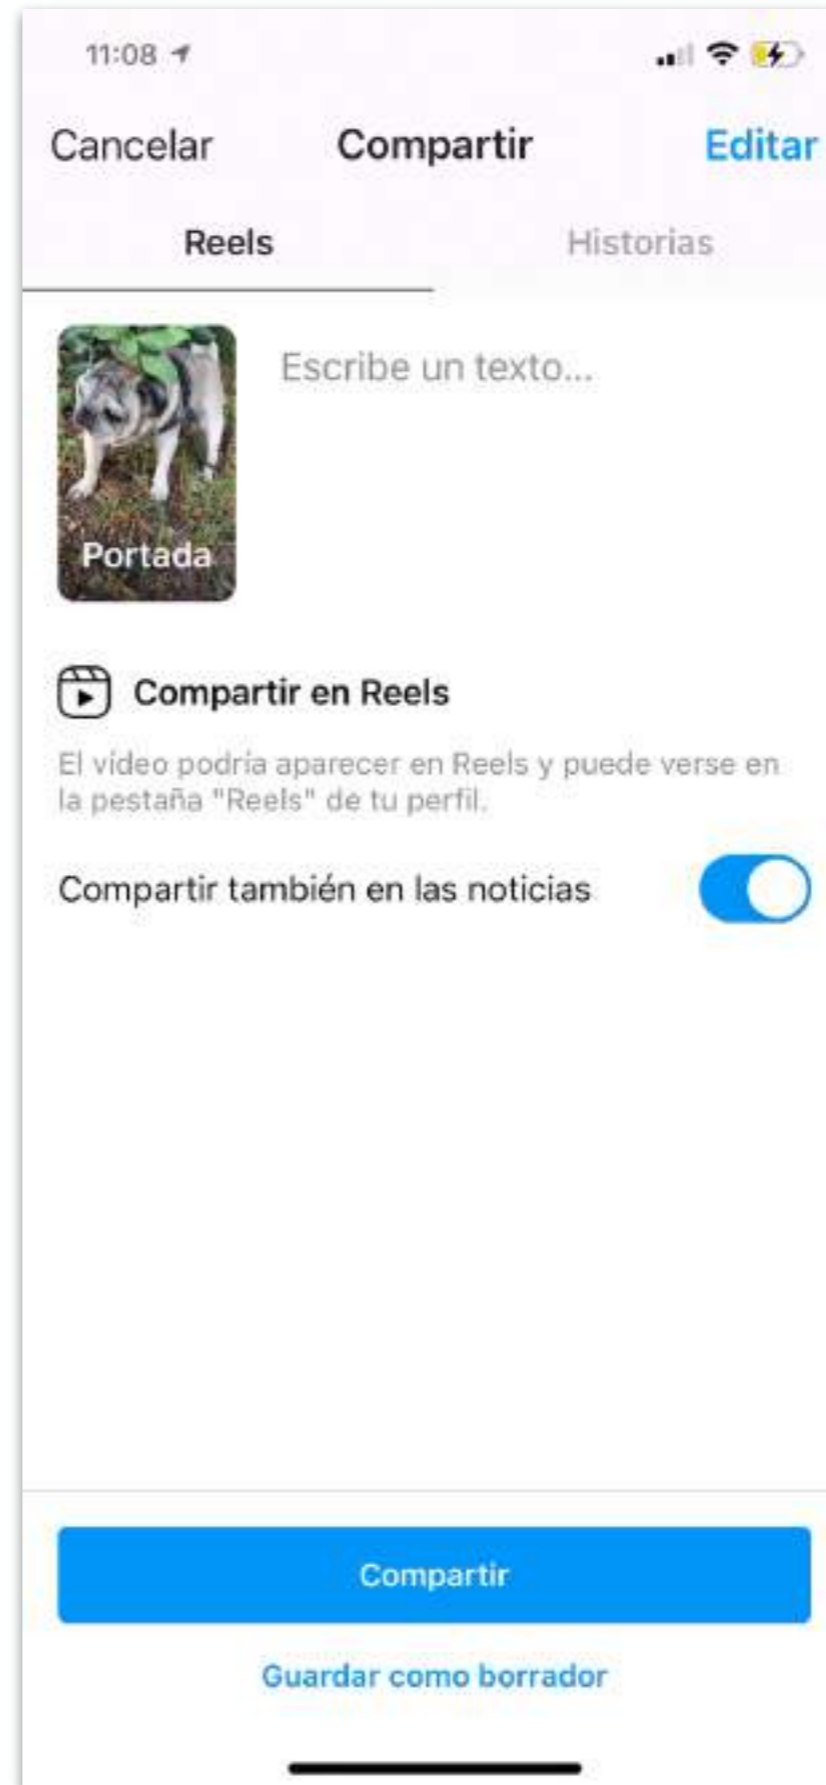 11:08
Cancelar Compartir Editar
Reels Historias
Escribe un texto...
Portada
Compartir en Reels
El vídeo podría aparecer en Reels y puede verse en
la pestaña "Reels" de tu perfil.
Compartir también en las noticias
Compartir
Guardar como borrador